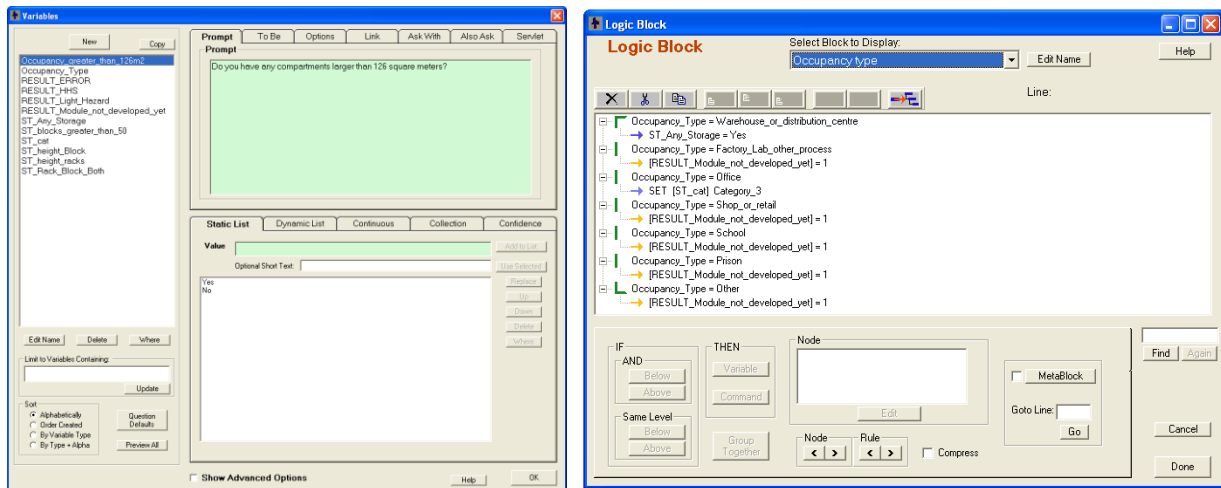 Variables
New
Copy
Occupancy_greater_than_126m2
Occupancy_Type
RESULT_ERROR
RESULT_HHS
RESULT_Light_Hazard
RESULT_Module_not_developed_yet
ST_Any_Storage
ST_blocks_greater_than_50
ST_cat
ST_height_Block
ST_height_racks
ST_Rack_Block_Both
Edit Name
Delete
Where
Limit to Variables Containing:
Update
Sort
Alphabetically
Order Created
By Variable Type
By Type + Alpha
Question Defaults
Preview All
Prompt
To Be
Options
Link
Ask With
Also Ask
Servlet
Prompt
Do you have any compartments larger than 126 square meters?
Static List
Dynamic List
Continuous
Collection
Confidence
Value
Add to List
Optional Short Text:
Use Selected
Yes
No
Replace
Up
Down
Delete
Where
Show Advanced Options
Help
OK
Logic Block
Logic Block
Select Block to Display:
Occupancy type
Edit Name
Help
Line:
Occupancy_Type = Warehouse_or_distribution_centre
ST_Any_Storage = Yes
Occupancy_Type = Factory_Lab_other_process
[RESULT_Module_not_developed_yet] = 1
Occupancy_Type = Office
SET [ST_cat] Category_3
Occupancy_Type = Shop_or_retail
[RESULT_Module_not_developed_yet] = 1
Occupancy_Type = School
[RESULT_Module_not_developed_yet] = 1
Occupancy_Type = Prison
[RESULT_Module_not_developed_yet] = 1
Occupancy_Type = Other
[RESULT_Module_not_developed_yet] = 1
IF
AND
Below
Above
Same Level
Below
Above
THEN
Variable
Command
Group Together
Node
Edit
Node
< >
Rule
< >
Compress
MetaBlock
Goto Line:
Go
Find
Again
Cancel
Done